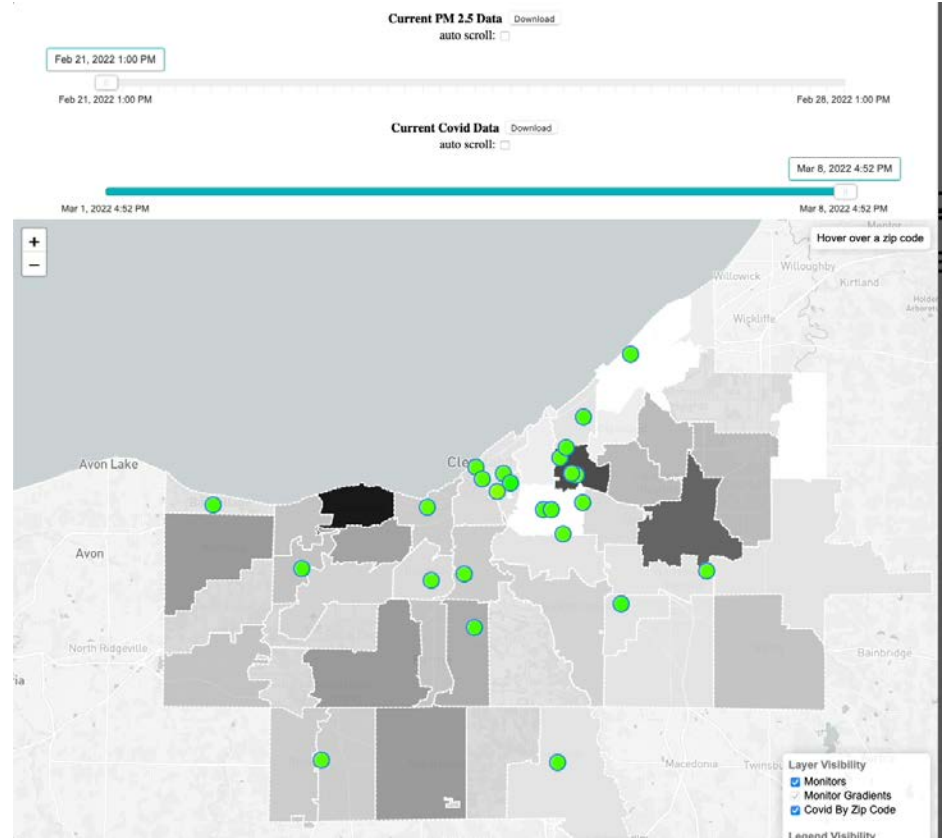 Current PM 2.5 Data Download
auto scroll:
Feb 21, 2022 1:00 PM
Feb 21, 2022 1:00 PM Feb 28, 2022 1:00 PM
Current Covid Data Download
auto scroll:
Mar 8, 2022 4:52 PM
Mar 1, 2022 4:52 PM Mar 8, 2022 4:52 PM
+
Hover over a zip code
−
Mentor
Willoughby
Willowick
Kirtland
Wickliffe
Avon Lake
Cle
Avon
North Ridgeville
Bainbridge
ria
Macedonia
Twinsbu
Layer Visibility
Monitors
Monitor Gradients
Covid By Zip Code
Legend Visibility